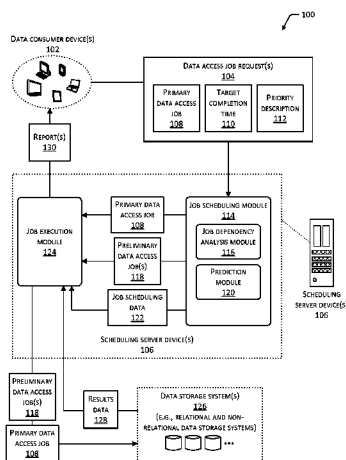 100
DATA CONSUMER DEVICE(S)
102
DATA ACCESS JOB REQUEST(S)
104
PRIMARY
DATA ACCESS
JOB
108
TARGET
COMPLETION
TIME
110
PRIORITY
DESCRIPTION
112
REPORT(S)
130
JOB EXECUTION
MODULE
124
PRIMARY DATA
ACCESS JOB
108
PRELIMINARY
DATA ACCESS
JOB(S)
118
JOB SCHEDULING
DATA
122
JOB SCHEDULING MODULE
114
JOB DEPENDENCY
ANALYSIS MODULE
116
PREDICTION
MODULE
120
SCHEDULING
SERVER DEVICE(S)
106
SCHEDULING SERVER DEVICE(S)
106
PRELIMINARY
DATA ACCESS
JOB(S)
118
PRIMARY DATA
ACCESS JOB
108
RESULTS
DATA
128
DATA STORAGE SYSTEM(S)
126
(E.G., RELATIONAL AND NON-
RELATIONAL DATA STORAGE SYSTEMS)